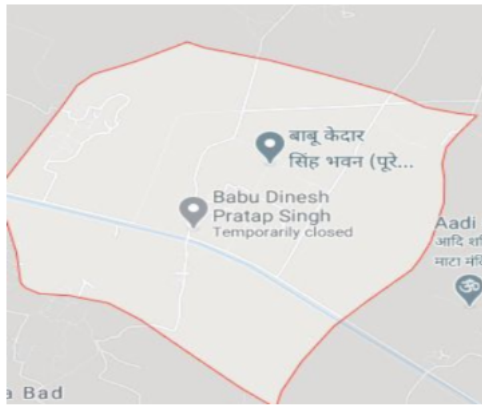 बाबू केदार
सिंह भवन (पूरे...
Babu Dinesh
Pratap Singh
Temporarily closed
Aadi
आदि
माता
a Bad